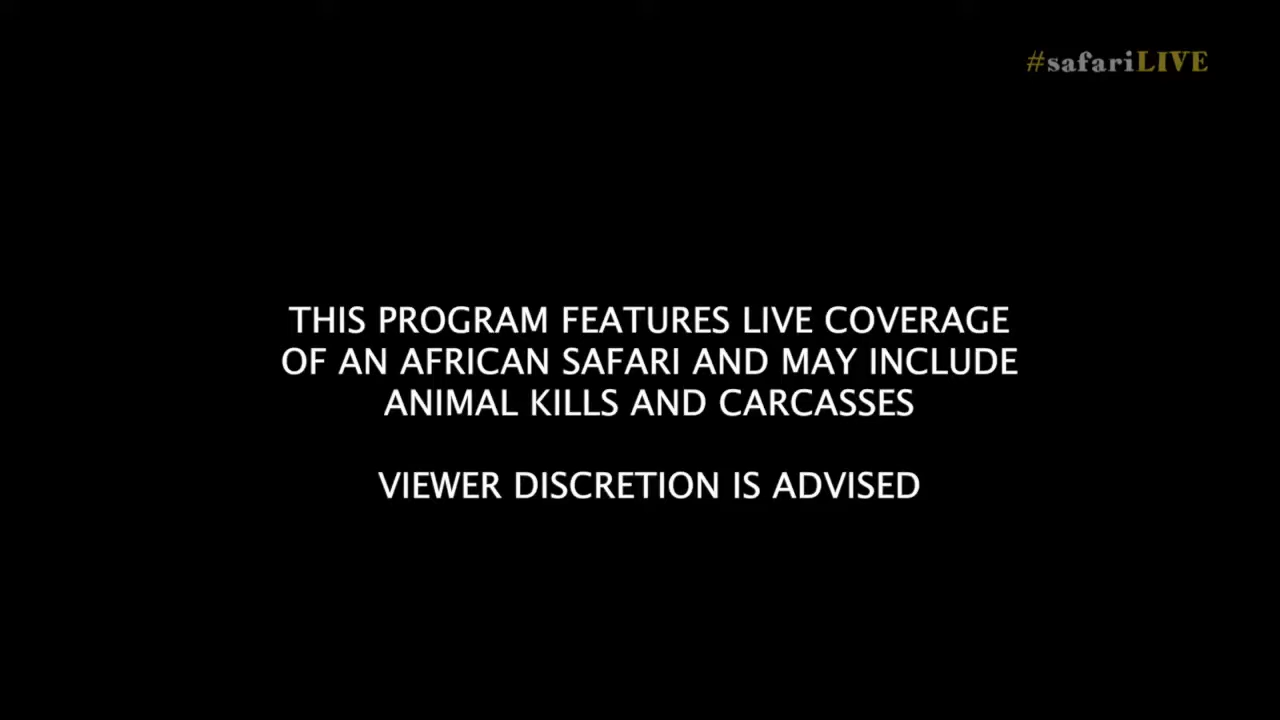 #safariLIVE
THIS PROGRAM FEATURES LIVE COVERAGE
OF AN AFRICAN SAFARI AND MAY INCLUDE
ANIMAL KILLS AND CARCASSES
VIEWER DISCRETION IS ADVISED